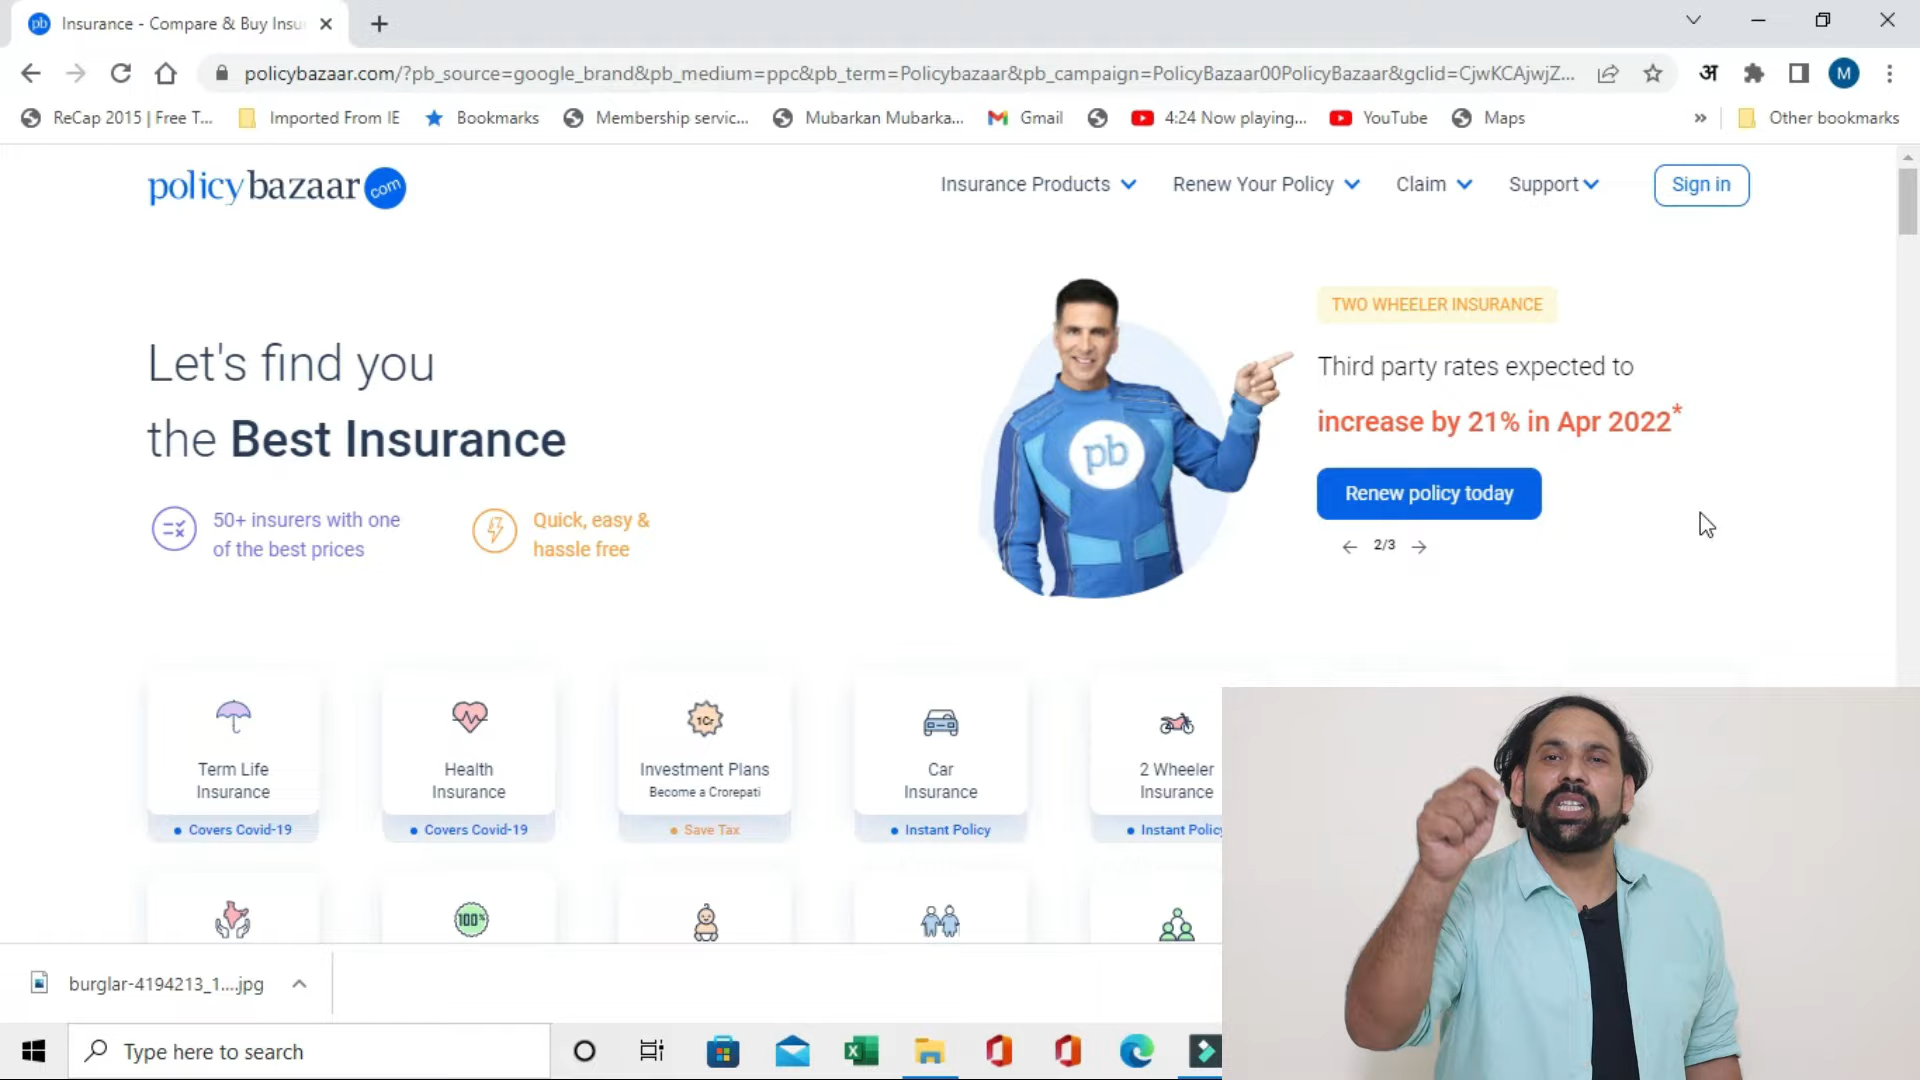 pb Insurance - Compare & Buy Insu
policybazaar.com/?pb_source=google_brand&pb_medium=ppc&pb_term=Policybazaar&pb_campaign=PolicyBazaar00PolicyBazaar&gclid=CjwKCAjwjZ... अ M
ReCap 2015 | Free T... Imported From IE Bookmarks Membership servic... Mubarkan Mubarka... Gmail 4:24 Now playing... YouTube Maps » Other bookmarks
policybazaar com Insurance Products Renew Your Policy Claim Support Sign in
TWO WHEELER INSURANCE
Let's find you
the Best Insurance
50+ insurers with one
of the best prices
Quick, easy &
hassle free
pb
Third party rates expected to
increase by 21% in Apr 2022*
Renew policy today
2/3
Term Life
Insurance
Covers Covid-19
Health
Insurance
Covers Covid-19
1Cr
Investment Plans
Become a Crorepati
Save Tax
Car
Insurance
Instant Policy
2 Wheeler
Insurance
Instant Policy
100%
burglar-4194213_1....jpg
Type here to search